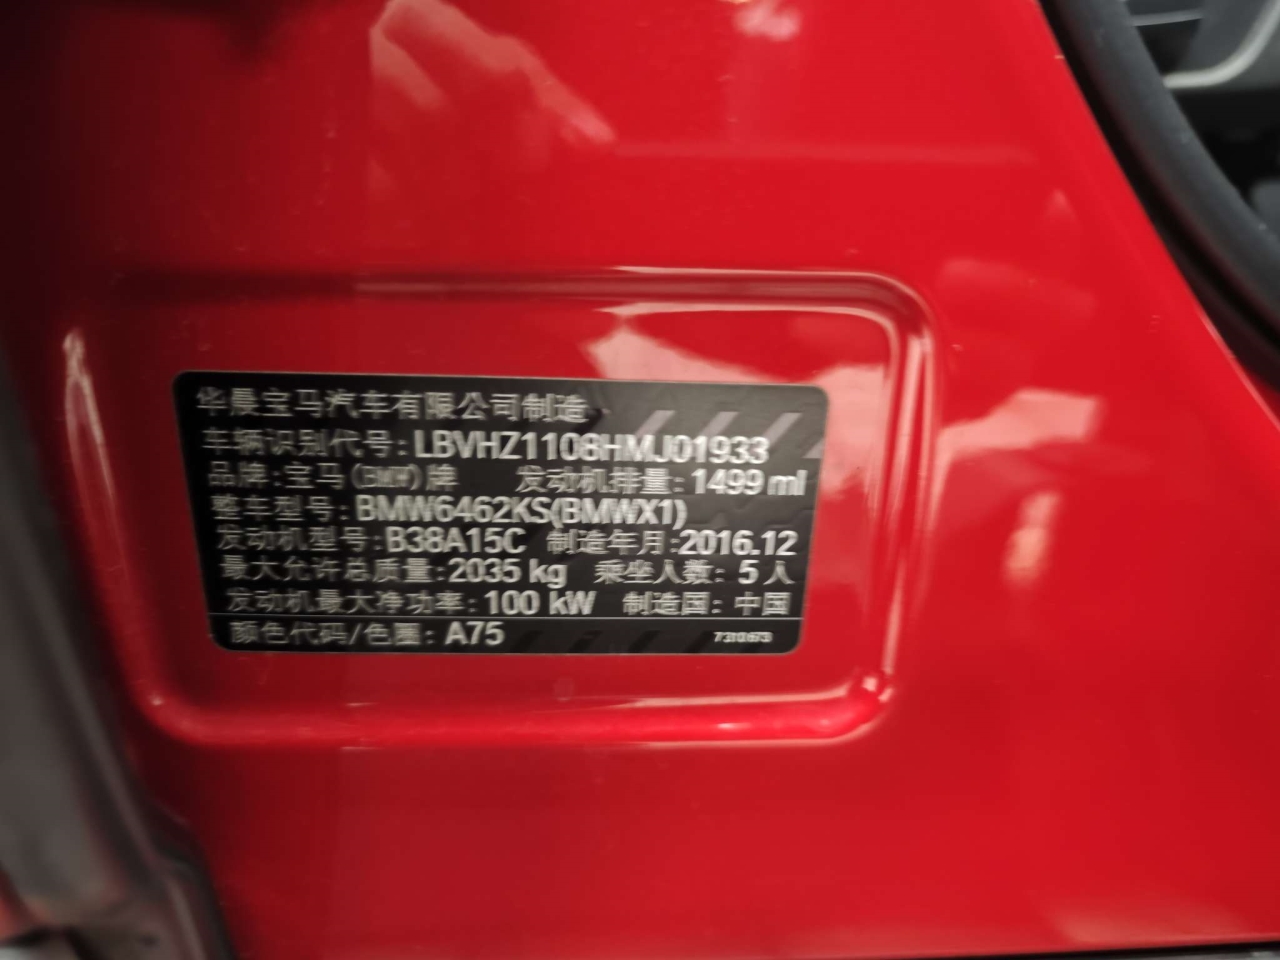 华晨宝马汽车有限公司制造
车辆识别代号: LBVHZ1108HMJ01933
品牌: 宝马(BMW)牌 发动机排量: 1499 ml
整车型号: BMW6462KS(BMWX1)
发动机型号: B38A15C 制造年月: 2016.12
最大允许总质量: 2035 kg 乘坐人数: 5 人
发动机最大净功率: 100 kW 制造国: 中国
颜色代码/色圈: A75